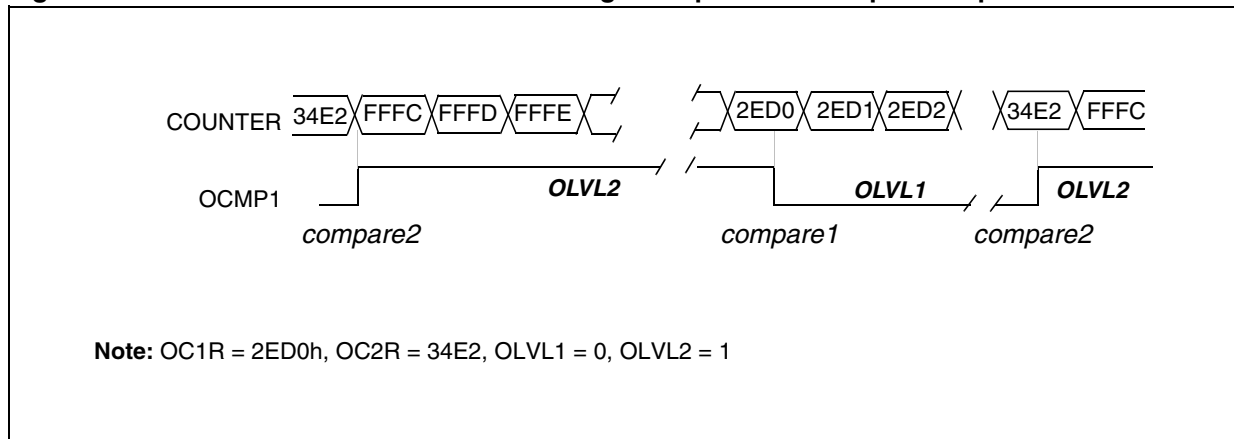 COUNTER 34E2 FFFC FFFD FFFE 2ED0 2ED1 2ED2 34E2 FFFC
OCMP1 OLVL2 OLVL1 OLVL2
compare2 compare1 compare2
Note: OC1R = 2ED0h, OC2R = 34E2, OLVL1 = 0, OLVL2 = 1